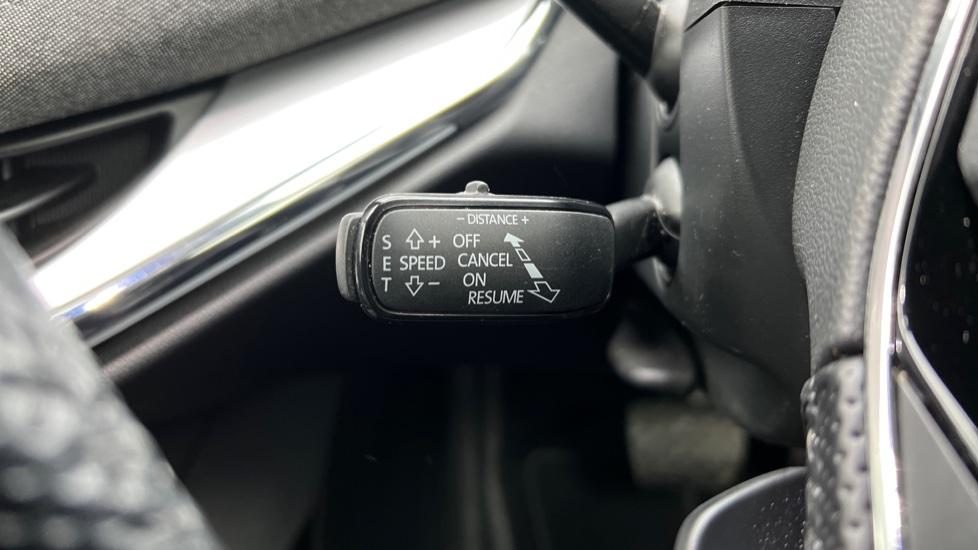 - DISTANCE +
S + OFF
E SPEED CANCEL
T - ON
RESUME